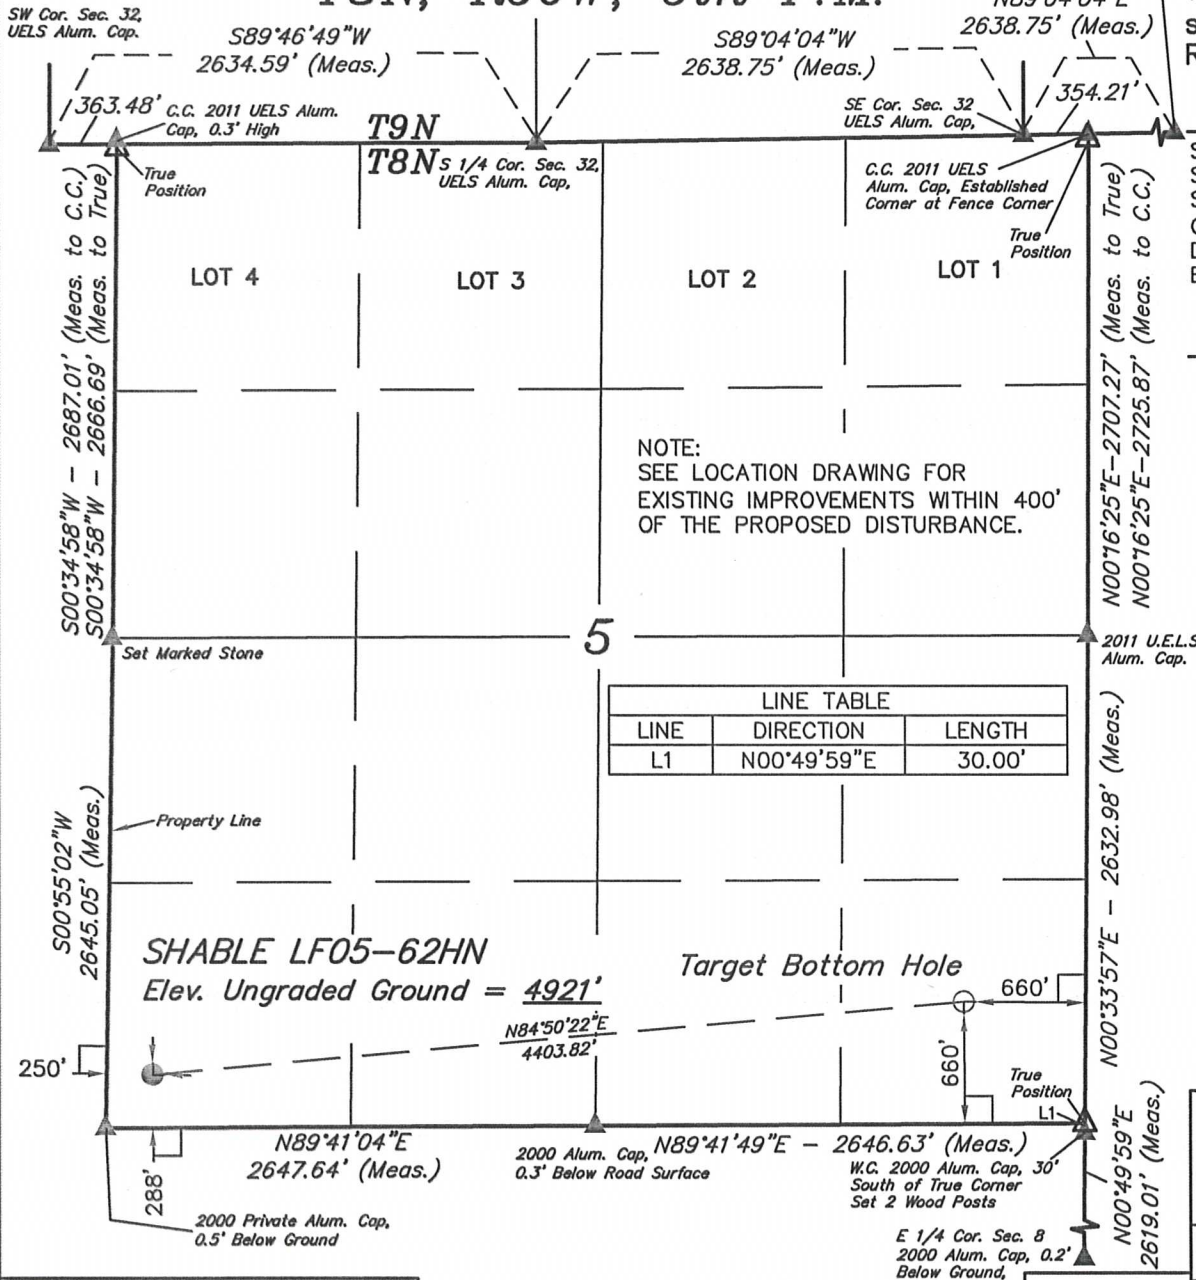 SW Cor. Sec. 32,
UELS Alum. Cap.
S89°46'49"W
2634.59' (Meas.)
S89°04'04"W
2638.75' (Meas.)
2638.75' (Meas.)
S
R
363.48'
C.C. 2011 UELS Alum.
Cap, 0.3' High
T9N
T8N
S 1/4 Cor. Sec. 32,
UELS Alum. Cap,
SE Cor. Sec. 32
UELS Alum. Cap,
354.21'
True
Position
C.C. 2011 UELS
Alum. Cap, Established
Corner at Fence Corner
True
Position
LOT 4
LOT 3
LOT 2
LOT 1
S00°34'58"W - 2687.01' (Meas. to C.C.)
S00°34'58"W - 2666.69' (Meas. to True)
N00°16'25"E-2707.27' (Meas. to True)
N00°16'25"E-2725.87' (Meas. to C.C.)
NOTE:
SEE LOCATION DRAWING FOR
EXISTING IMPROVEMENTS WITHIN 400'
OF THE PROPOSED DISTURBANCE.
5
Set Marked Stone
2011 U.E.L.S
Alum. Cap.
LINE TABLE
LINE DIRECTION LENGTH
L1 N00°49'59"E 30.00'
Property Line
S00°55'02"W
2645.05' (Meas.)
N00°33'57"E - 2632.98' (Meas.)
SHABLE LF05-62HN
Elev. Ungraded Ground = 4921'
Target Bottom Hole
660'
N84°50'22"E
4403.82'
250'
660'
True
Position
L1
N89°41'04"E
2647.64' (Meas.)
288'
2000 Alum. Cap,
0.3' Below Road Surface
N89°41'49"E - 2646.63' (Meas.)
W.C. 2000 Alum. Cap, 30'
South of True Corner
Set 2 Wood Posts
N00°49'59"E
2619.01' (Meas.)
2000 Private Alum. Cap,
0.5' Below Ground
E 1/4 Cor. Sec. 8
2000 Alum. Cap, 0.2'
Below Ground,